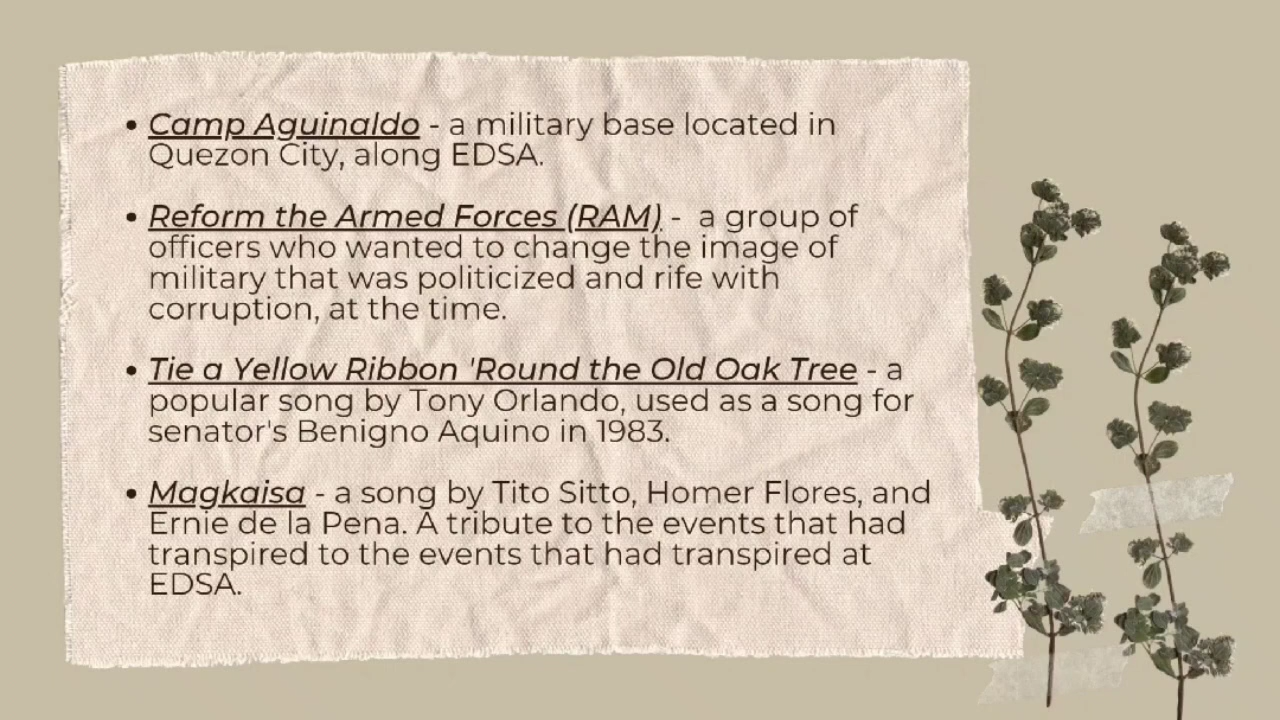 • Camp Aguinaldo - a military base located in
Quezon City, along EDSA.
• Reform the Armed Forces (RAM) - a group of
officers who wanted to change the image of
military that was politicized and rife with
corruption, at the time.
• Tie a Yellow Ribbon 'Round the Old Oak Tree - a
popular song by Tony Orlando, used as a song for
senator's Benigno Aquino in 1983.
• Magkaisa - a song by Tito Sitto, Homer Flores, and
Ernie de la Pena. A tribute to the events that had
transpired to the events that had transpired at
EDSA.